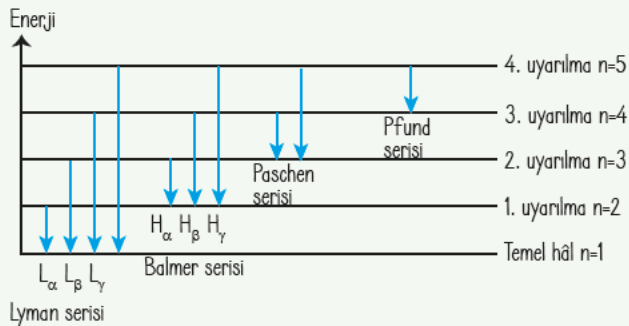 Enerji
4. uyarılma n=5
3. uyarılma n=4
Pfund
serisi
2. uyarılma n=3
Paschen
serisi
1. uyarılma n=2
Hα Hβ Hγ
Temel hâl n=1
Balmer serisi
Lα Lβ Lγ
Lyman serisi